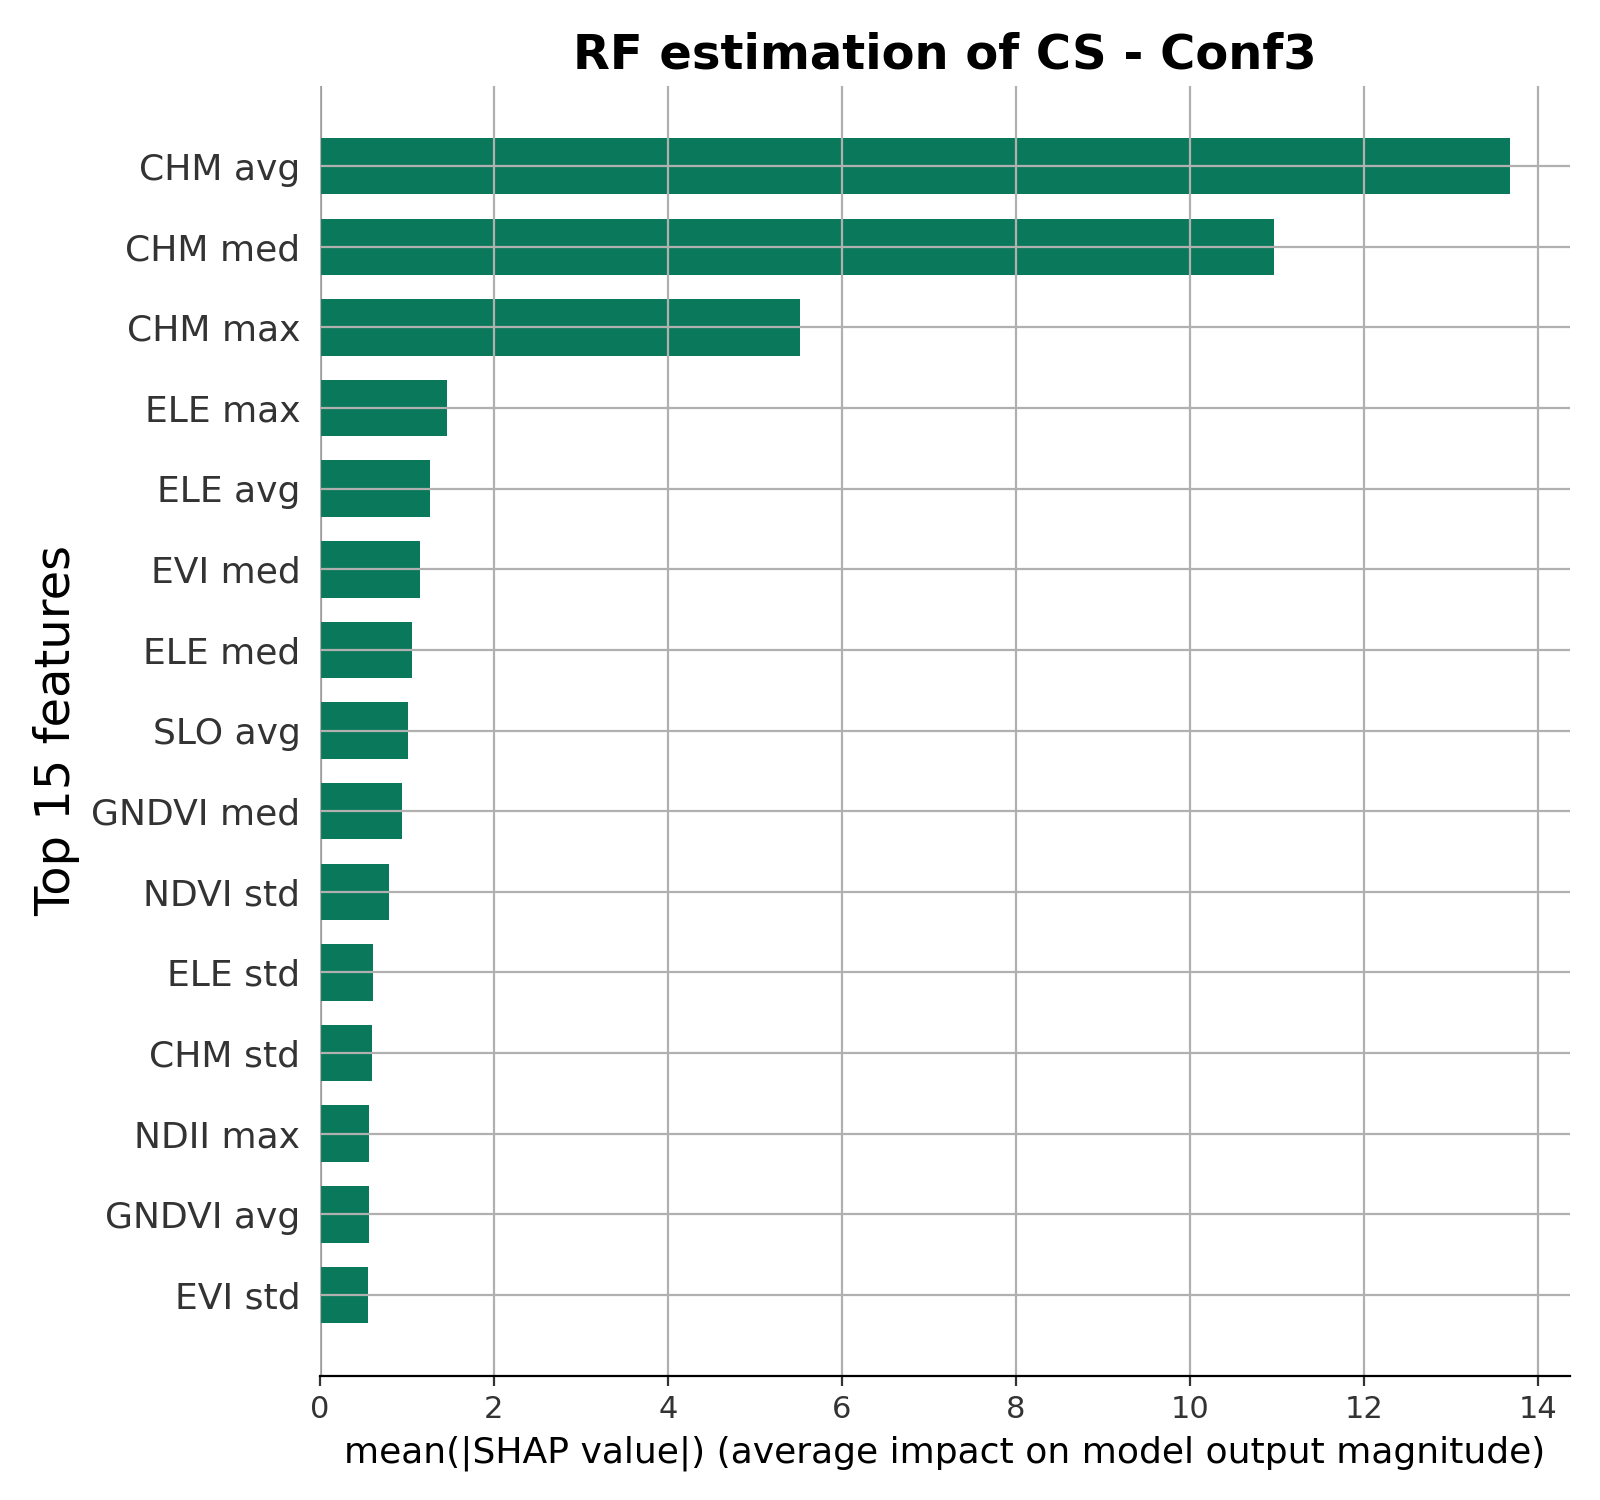 RF estimation of CS - Conf3
Top 15 features
CHM avg
CHM med
CHM max
ELE max
ELE avg
EVI med
ELE med
SLO avg
GNDVI med
NDVI std
ELE std
CHM std
NDII max
GNDVI avg
EVI std
0 2 4 6 8 10 12 14
mean(|SHAP value|) (average impact on model output magnitude)